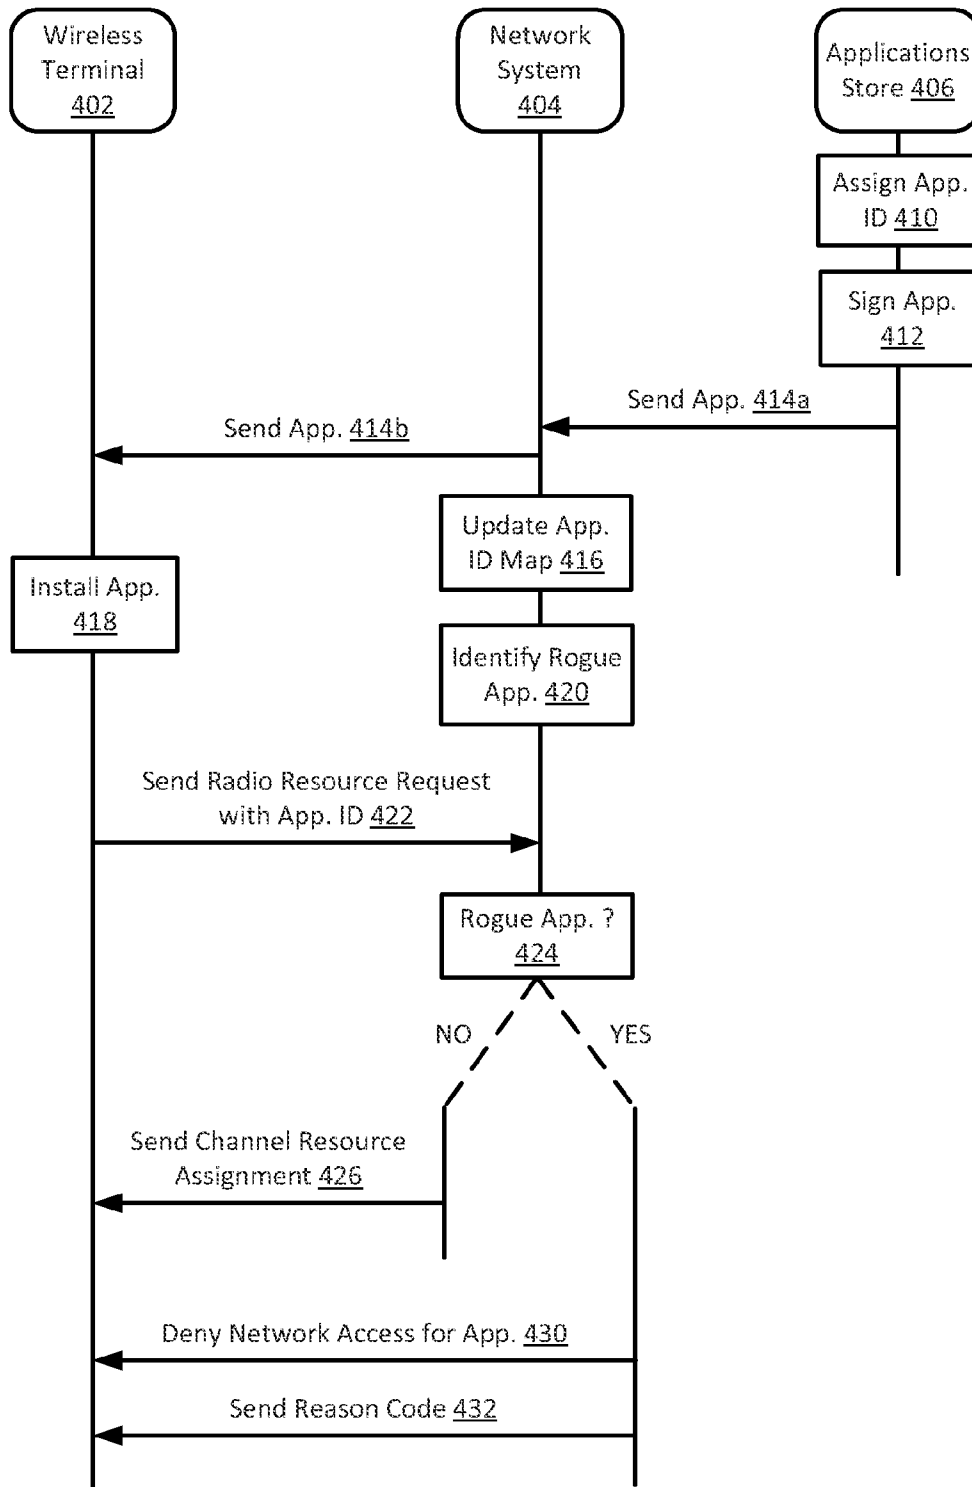 Wireless
Terminal
402
Network
System
404
Applications
Store 406
Assign App.
ID 410
Sign App.
412
Send App. 414a
Send App. 414b
Update App.
ID Map 416
Install App.
418
Identify Rogue
App. 420
Send Radio Resource Request
with App. ID 422
Rogue App. ?
424
NO
YES
Send Channel Resource
Assignment 426
Deny Network Access for App. 430
Send Reason Code 432